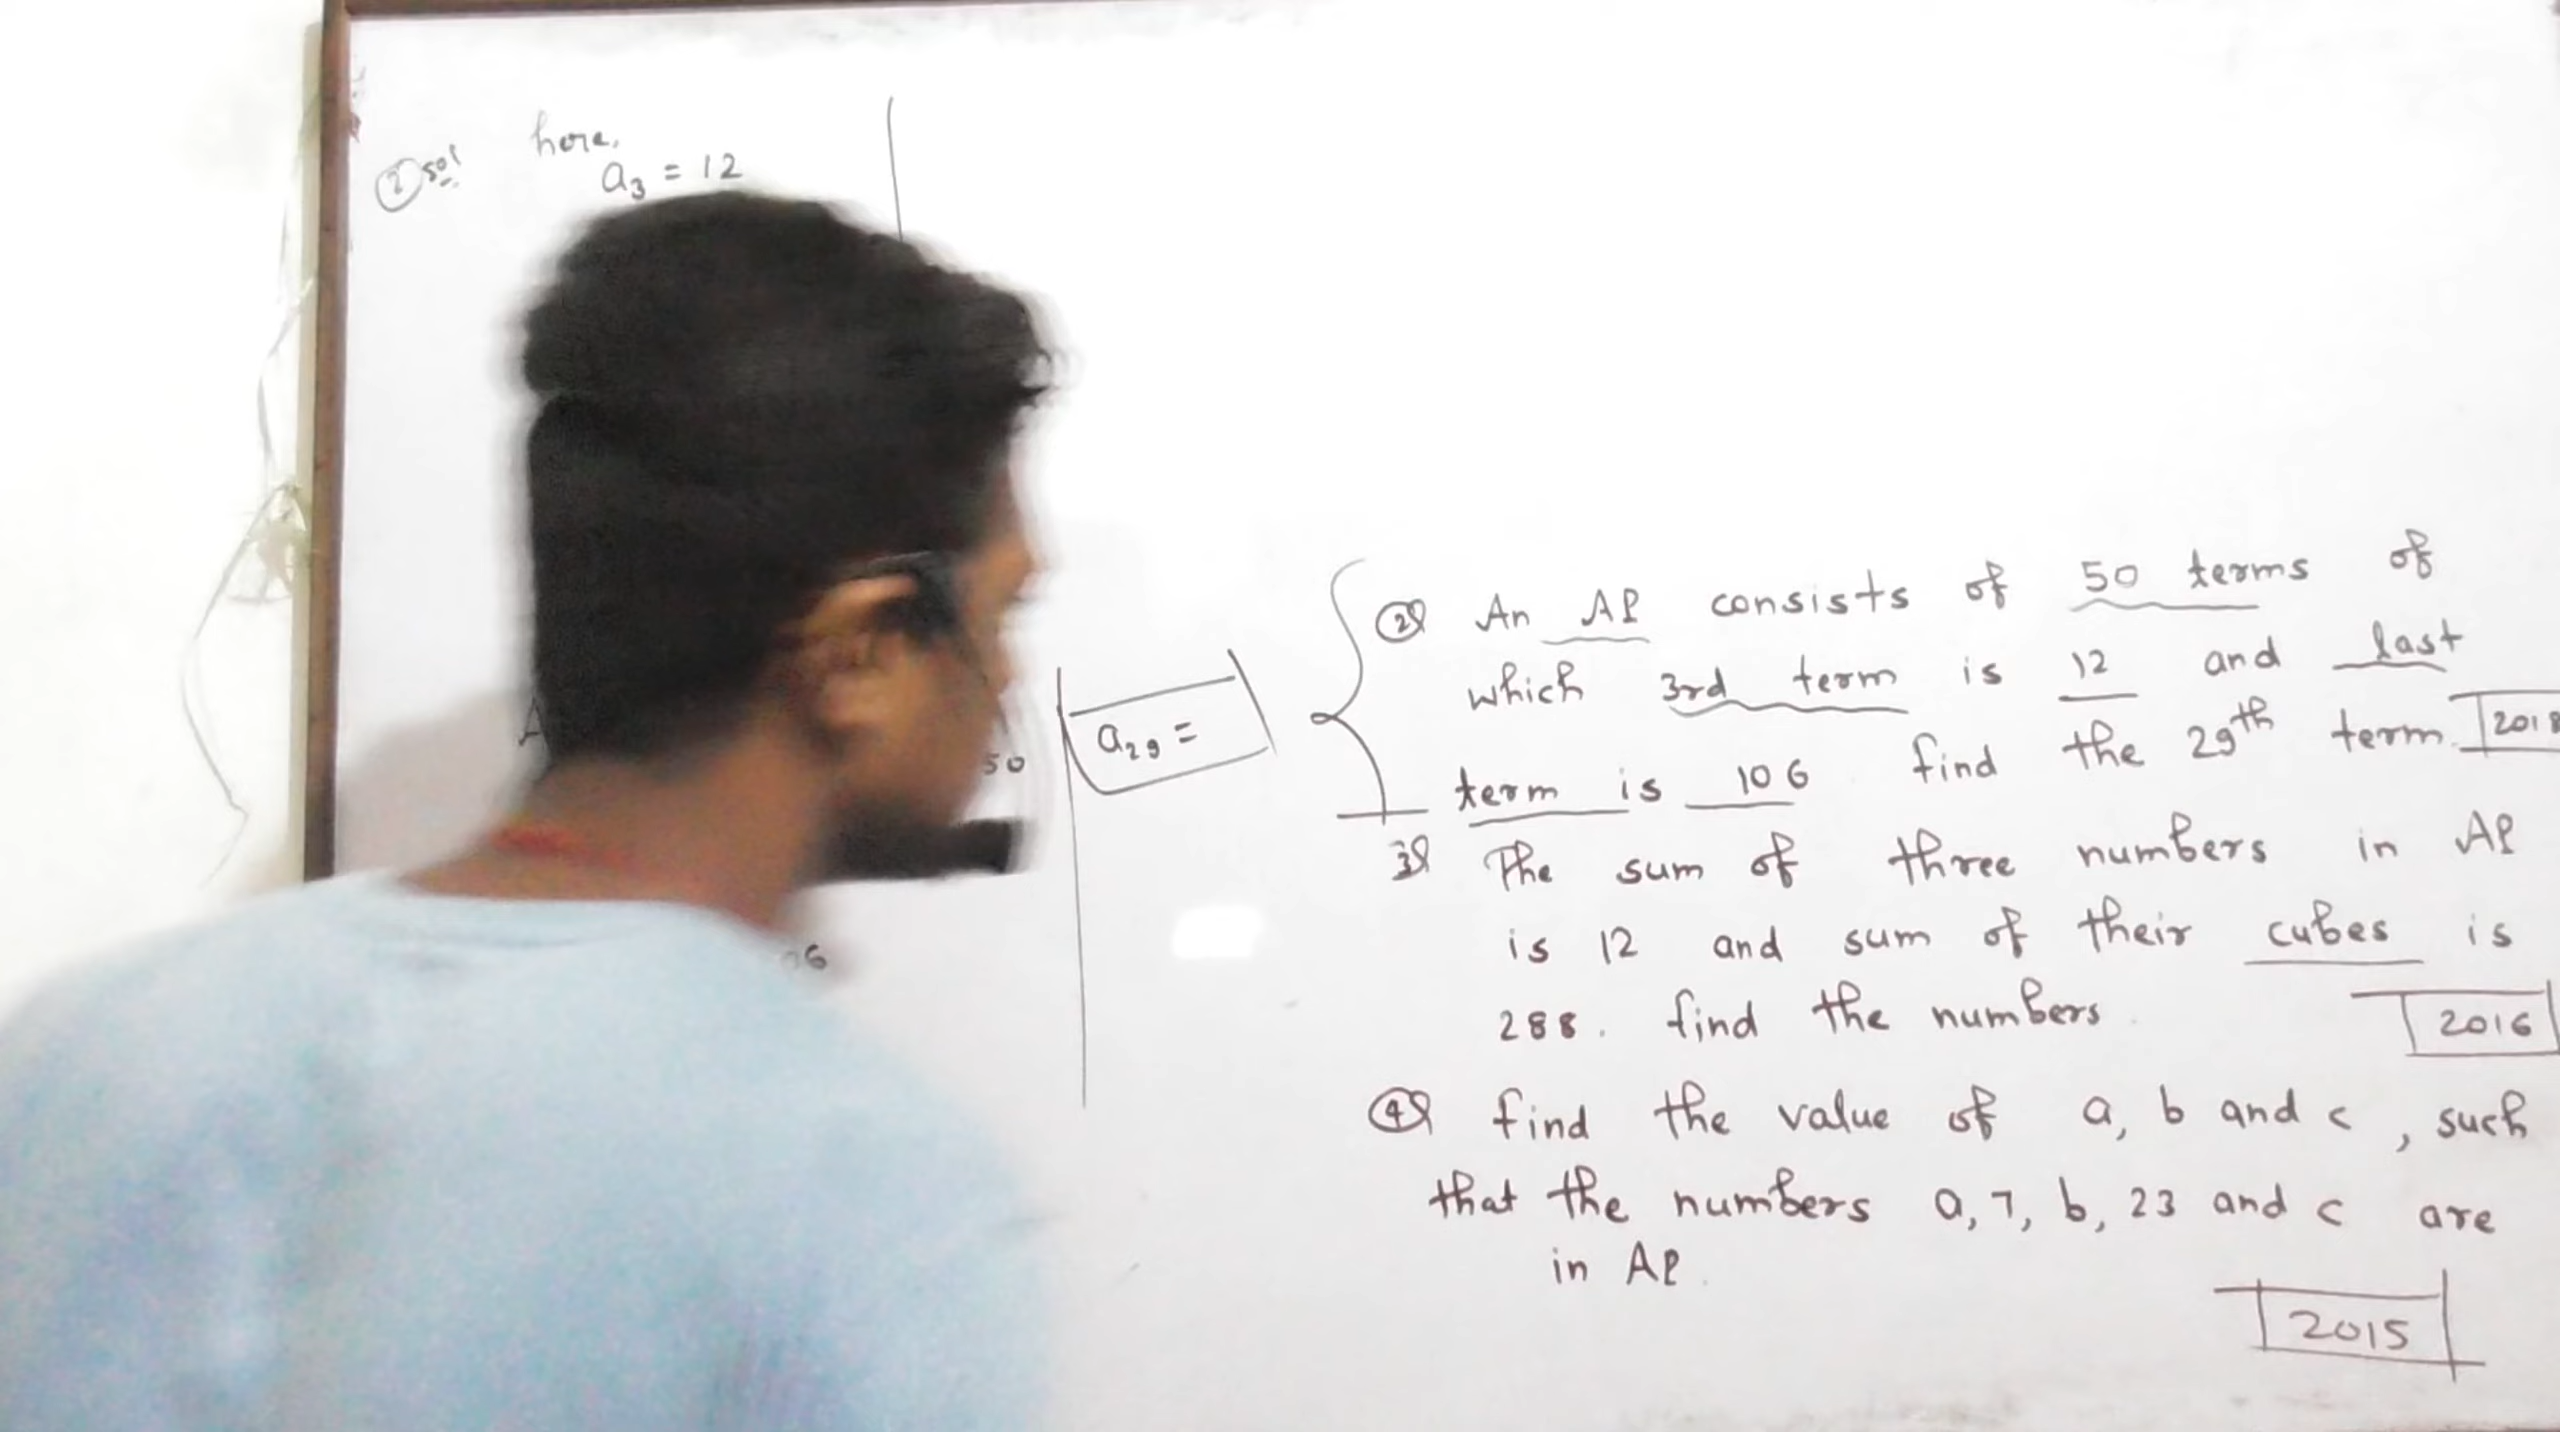 ② sol here,
a₃ = 12
50
a₂₉ =
06
② An AP consists of 50 terms of
which 3rd term is 12 and last
term is 106 find the 29th term. 2018
3 The sum of three numbers in AP
is 12 and sum of their cubes is
288. find the numbers. 2016
④ find the value of a, b and c, such
that the numbers a, 7, b, 23 and c are
in AP.
2015